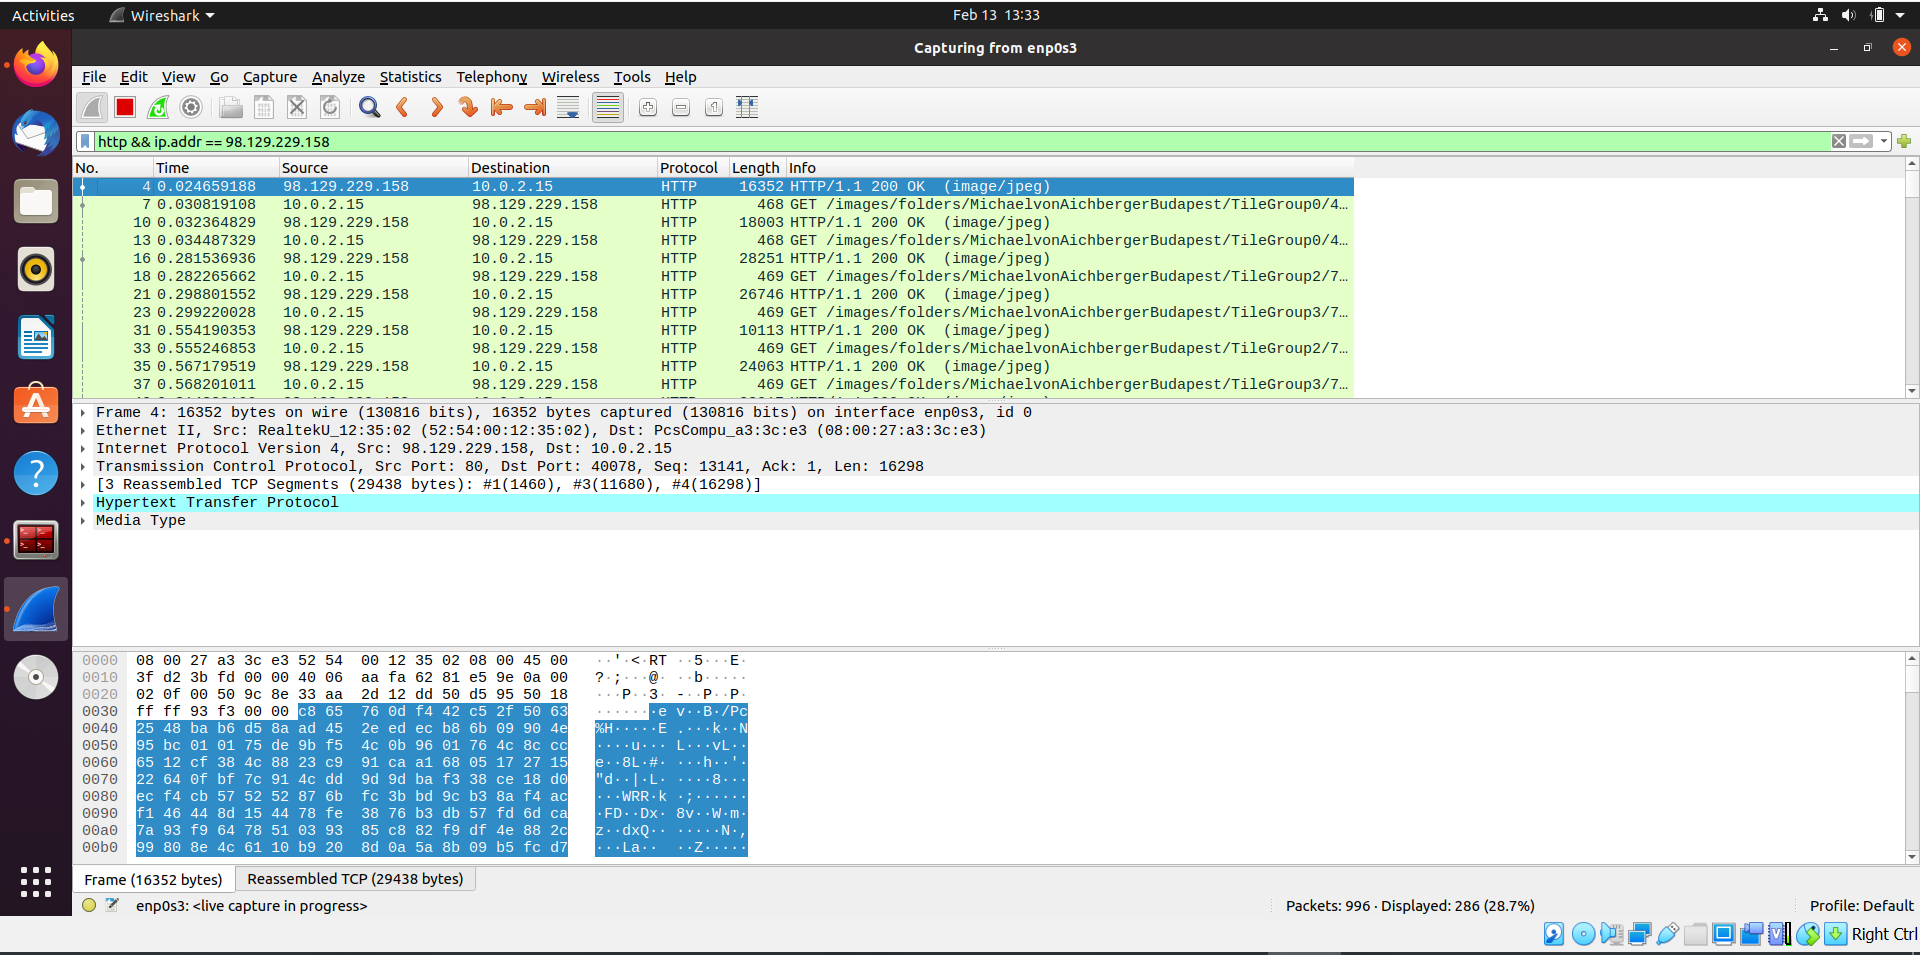 Activities Wireshark Feb 13 13:33
Capturing from enp0s3
File Edit View Go Capture Analyze Statistics Telephony Wireless Tools Help
http && ip.addr == 98.129.229.158
No. Time Source Destination Protocol Length Info
4 0.024659188 98.129.229.158 10.0.2.15 HTTP 16352 HTTP/1.1 200 OK (image/jpeg)
7 0.030819108 10.0.2.15 98.129.229.158 HTTP 468 GET /images/folders/MichaelvonAichbergerBudapest/TileGroup0/4…
10 0.032364829 98.129.229.158 10.0.2.15 HTTP 18003 HTTP/1.1 200 OK (image/jpeg)
13 0.034487329 10.0.2.15 98.129.229.158 HTTP 468 GET /images/folders/MichaelvonAichbergerBudapest/TileGroup0/4…
16 0.281536936 98.129.229.158 10.0.2.15 HTTP 28251 HTTP/1.1 200 OK (image/jpeg)
18 0.282265662 10.0.2.15 98.129.229.158 HTTP 469 GET /images/folders/MichaelvonAichbergerBudapest/TileGroup2/7…
21 0.298801552 98.129.229.158 10.0.2.15 HTTP 26746 HTTP/1.1 200 OK (image/jpeg)
23 0.299220028 10.0.2.15 98.129.229.158 HTTP 469 GET /images/folders/MichaelvonAichbergerBudapest/TileGroup3/7…
31 0.554190353 98.129.229.158 10.0.2.15 HTTP 10113 HTTP/1.1 200 OK (image/jpeg)
33 0.555246853 10.0.2.15 98.129.229.158 HTTP 469 GET /images/folders/MichaelvonAichbergerBudapest/TileGroup2/7…
35 0.567179519 98.129.229.158 10.0.2.15 HTTP 24063 HTTP/1.1 200 OK (image/jpeg)
37 0.568201011 10.0.2.15 98.129.229.158 HTTP 469 GET /images/folders/MichaelvonAichbergerBudapest/TileGroup3/7…
Frame 4: 16352 bytes on wire (130816 bits), 16352 bytes captured (130816 bits) on interface enp0s3, id 0
Ethernet II, Src: RealtekU_12:35:02 (52:54:00:12:35:02), Dst: PcsCompu_a3:3c:e3 (08:00:27:a3:3c:e3)
Internet Protocol Version 4, Src: 98.129.229.158, Dst: 10.0.2.15
Transmission Control Protocol, Src Port: 80, Dst Port: 40078, Seq: 13141, Ack: 1, Len: 16298
[3 Reassembled TCP Segments (29438 bytes): #1(1460), #3(11680), #4(16298)]
Hypertext Transfer Protocol
Media Type
0000 08 00 27 a3 3c e3 52 54 00 12 35 02 08 00 45 00 ··'·<·RT ··5···E·
0010 3f d2 3b fd 00 00 40 06 aa fa 62 81 e5 9e 0a 00 ?·;···@· ··b·····
0020 02 0f 00 50 9c 8e 33 aa 2d 12 dd 50 d5 95 50 18 ···P··3· -··P··P·
0030 ff ff 93 f3 00 00 c8 65 76 0d f4 42 c5 2f 50 63 ·······e v··B·/Pc
0040 25 48 ba b6 d5 8a ad 45 2e ed ec b8 6b 09 90 4e %H·····E .···k··N
0050 95 bc 01 01 75 de 9b f5 4c 0b 96 01 76 4c 8c cc ····u··· L···vL··
0060 65 12 cf 38 4c 88 23 c9 91 ca a1 68 05 17 27 15 e··8L·#· ···h··'·
0070 22 64 0f bf 7c 91 4c dd 9d 9d ba f3 38 ce 18 d0 "d··|·L· ····8···
0080 ec f4 cb 57 52 52 87 6b fc 3b bd 9c b3 8a f4 ac ···WRR·k ·;······
0090 f1 46 44 8d 15 44 78 fe 38 76 b3 db 57 fd 6d ca ·FD··Dx· 8v··W·m·
00a0 7a 93 f9 64 78 51 03 93 85 c8 82 f9 df 4e 88 2c z··dxQ·· ·····N·,
00b0 99 80 8e 4c 61 10 b9 20 8d 0a 5a 8b 09 b5 fc d7 ···La··  ··Z·····
Frame (16352 bytes) Reassembled TCP (29438 bytes)
enp0s3: <live capture in progress> Packets: 996 · Displayed: 286 (28.7%) Profile: Default
Right Ctrl